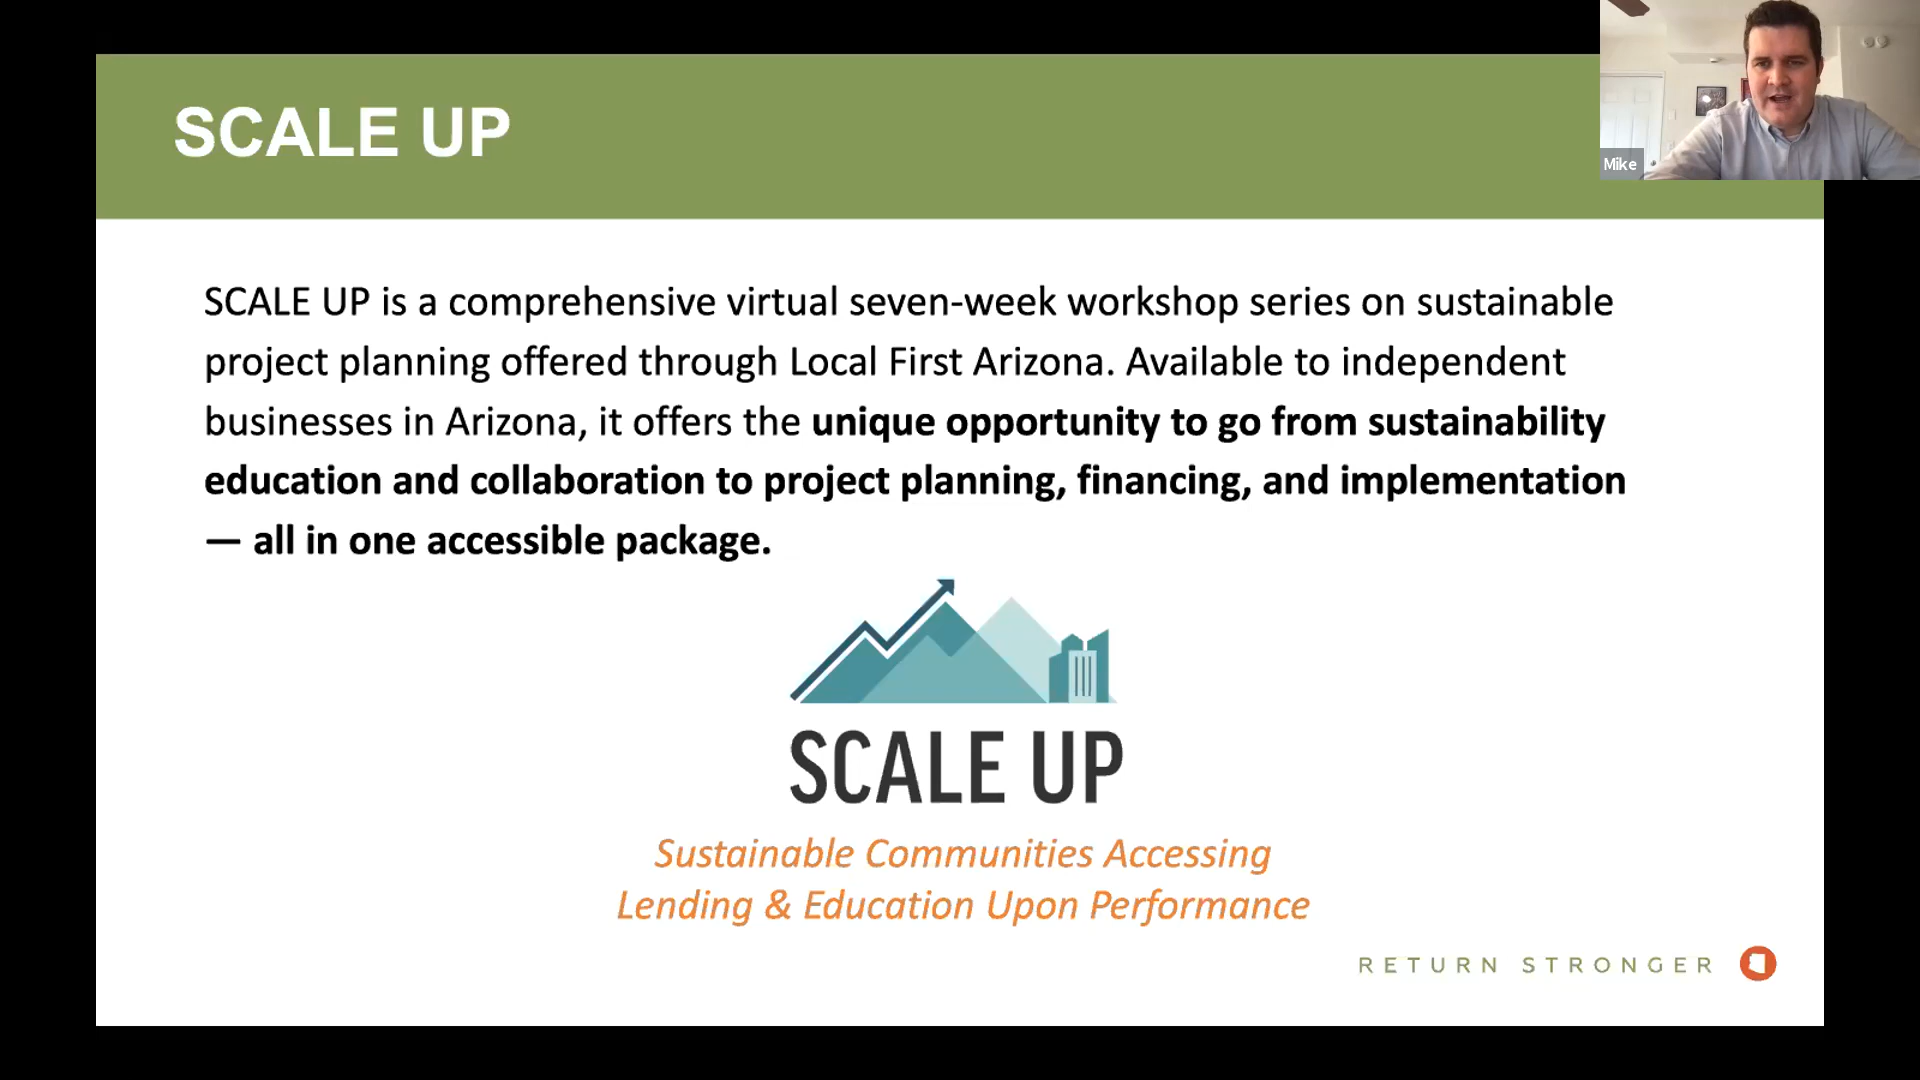 SCALE UP
Mike
SCALE UP is a comprehensive virtual seven-week workshop series on sustainable
project planning offered through Local First Arizona. Available to independent
businesses in Arizona, it offers the unique opportunity to go from sustainability
education and collaboration to project planning, financing, and implementation
— all in one accessible package.
SCALE UP
Sustainable Communities Accessing
Lending & Education Upon Performance
RETURN STRONGER